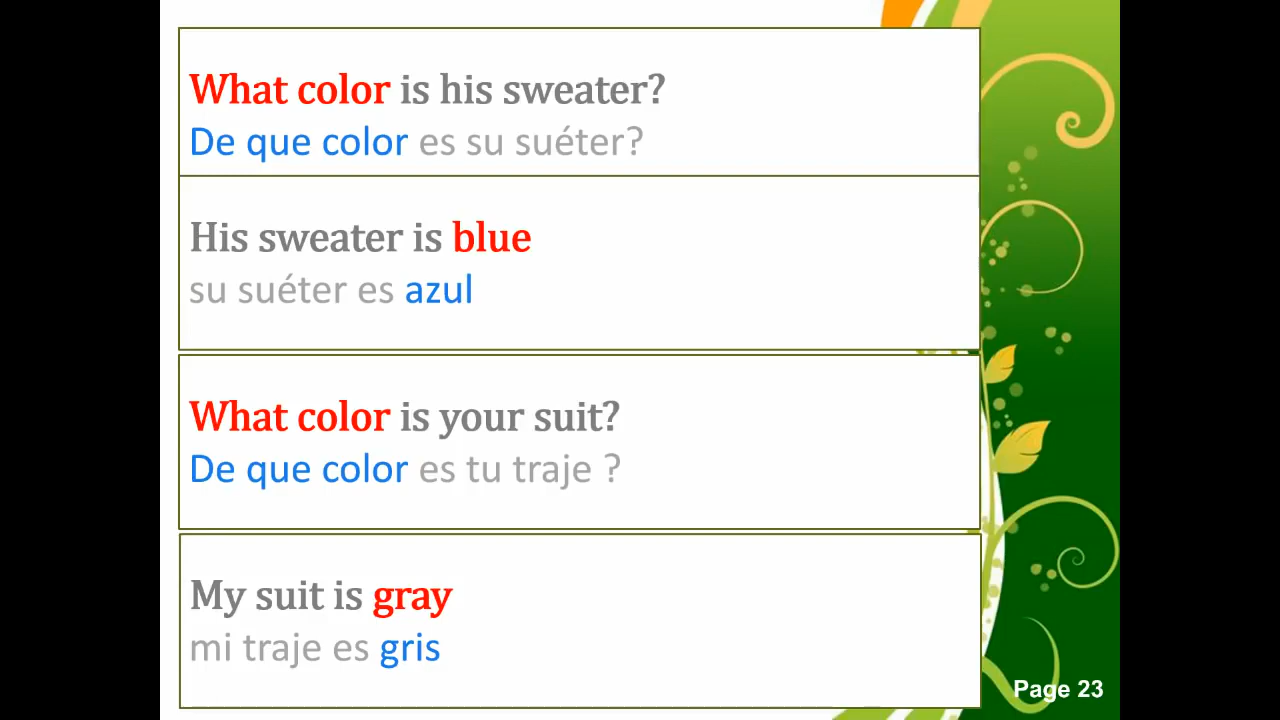 What color is his sweater?
De que color es su suéter?
His sweater is blue
su suéter es azul
What color is your suit?
De que color es tu traje ?
My suit is gray
mi traje es gris
Page 23